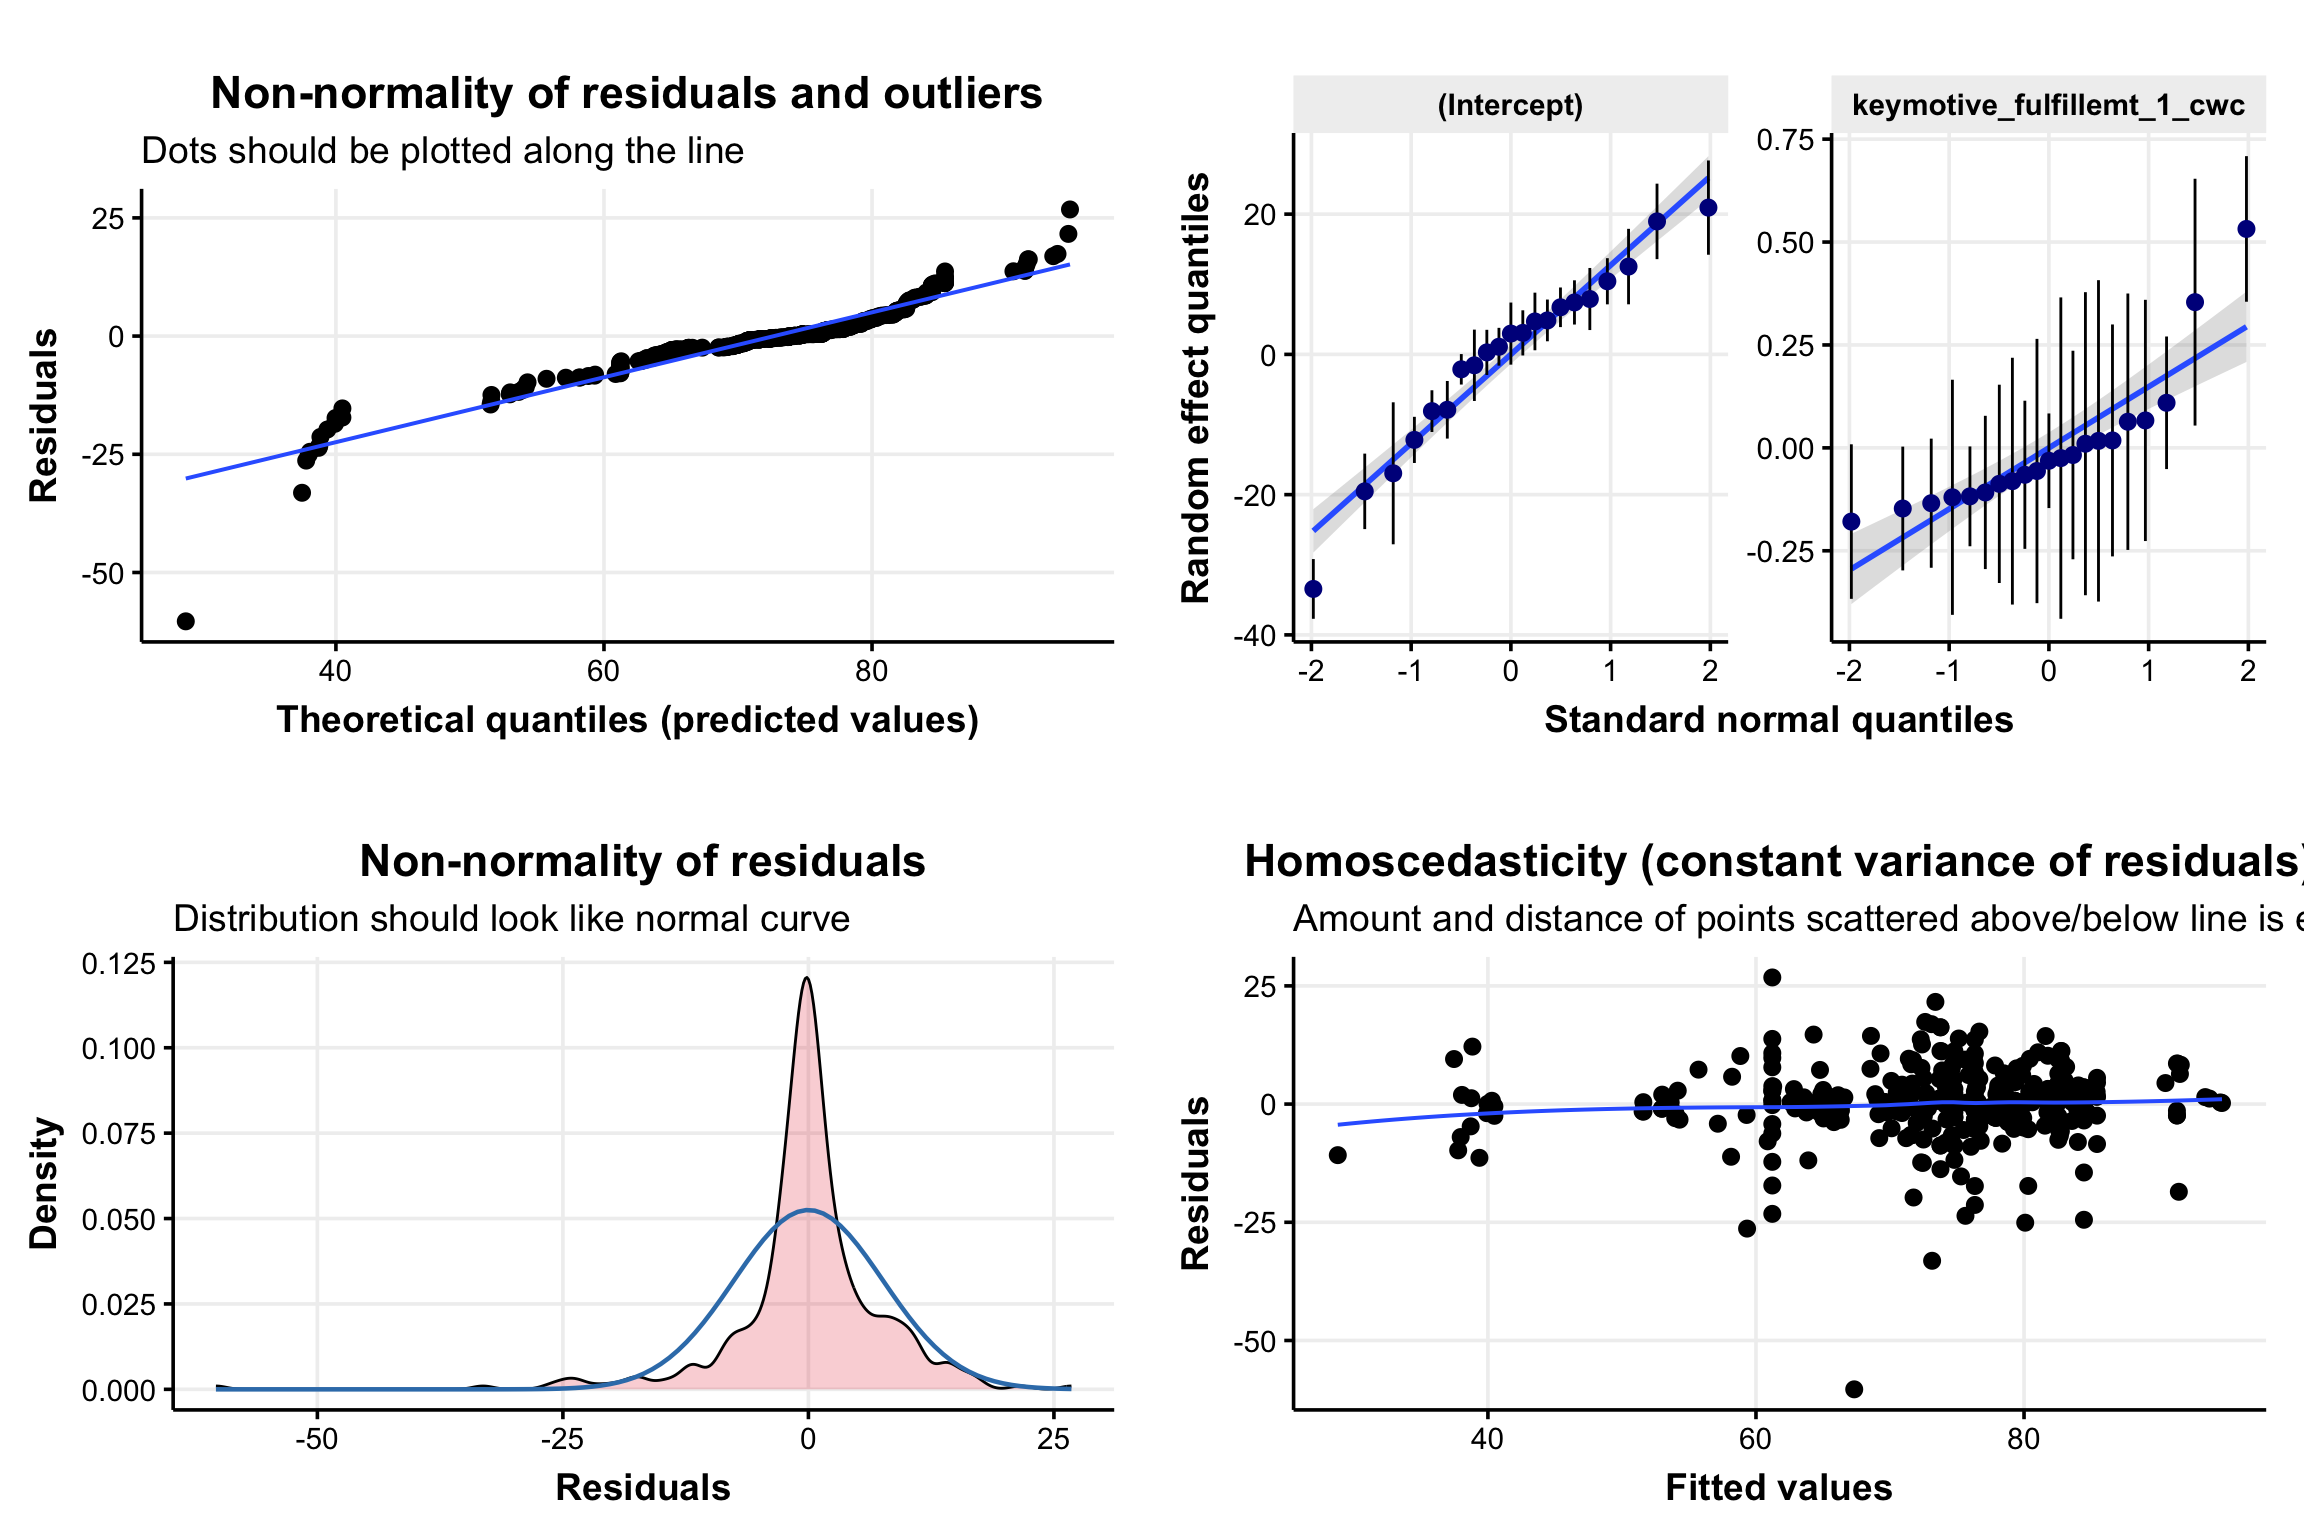 Non-normality of residuals and outliers
Dots should be plotted along the line
Residuals
25
0
-25
-50
40 60 80
Theoretical quantiles (predicted values)
(Intercept) keymotive_fulfillemt_1_cwc
Random effect quantiles
20
0
-20
-40
0.75
0.50
0.25
0.00
-0.25
-2 -1 0 1 2 -2 -1 0 1 2
Standard normal quantiles
Non-normality of residuals
Distribution should look like normal curve
Density
0.125
0.100
0.075
0.050
0.025
0.000
-50 -25 0 25
Residuals
Homoscedasticity (constant variance of residuals)
Amount and distance of points scattered above/below line is
Residuals
25
0
-25
-50
40 60 80
Fitted values